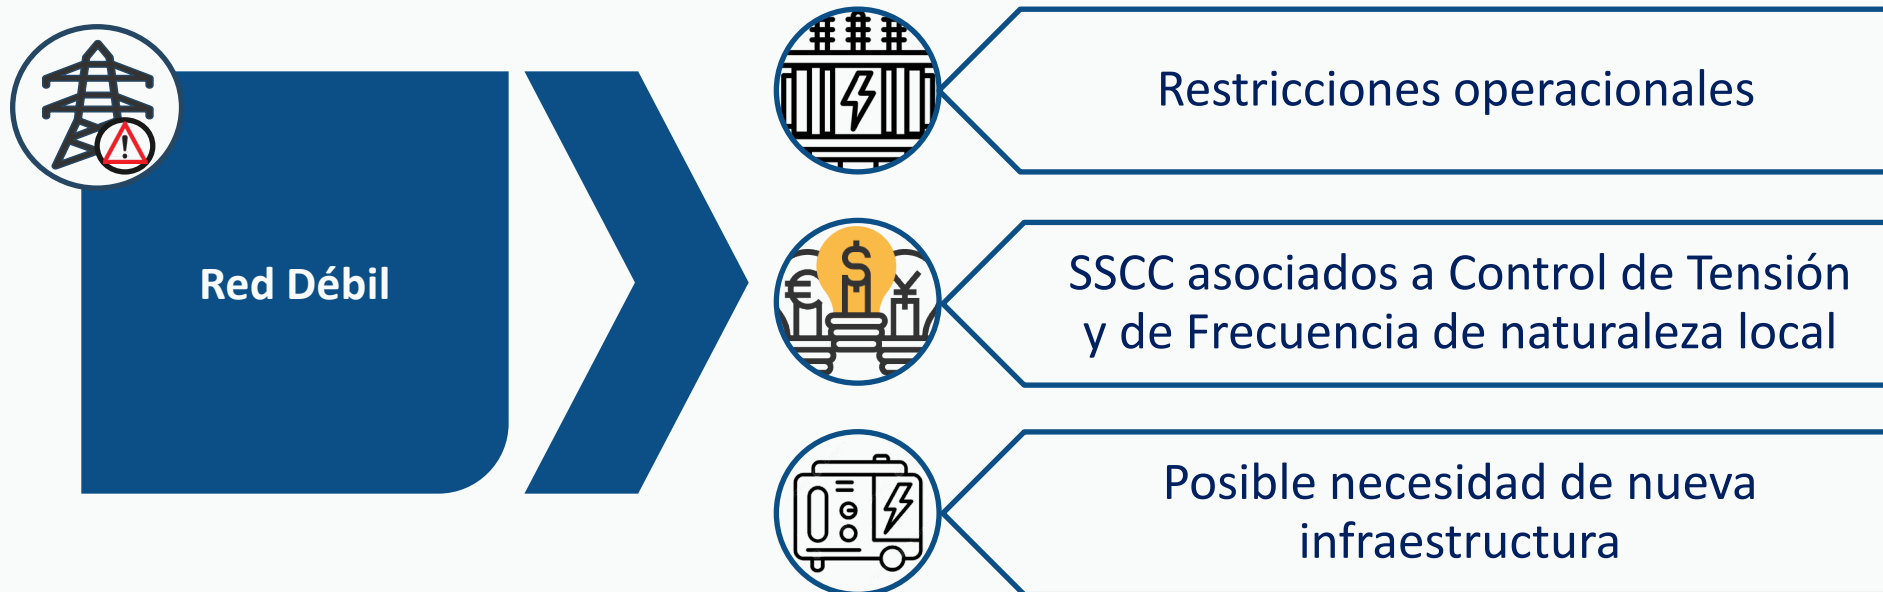 Red Débil
Restricciones operacionales
SSCC asociados a Control de Tensión
y de Frecuencia de naturaleza local
Posible necesidad de nueva
infraestructura